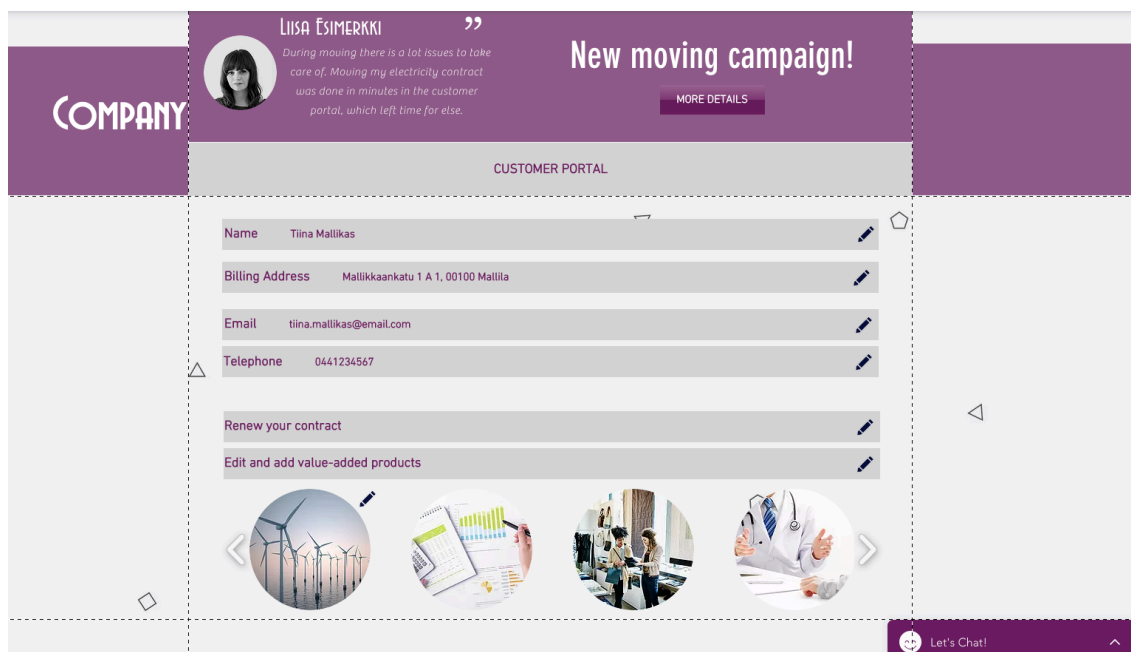 Company
Liisa Esimerkki ”
During moving there is a lot issues to take
care of. Moving my electricity contract
was done in minutes in the customer
portal, which left time for else.
New moving campaign!
MORE DETAILS
CUSTOMER PORTAL
Name Tiina Mallikas
Billing Address Mallikkaankatu 1 A 1, 00100 Mallila
Email tiina.mallikas@email.com
Telephone 0441234567
Renew your contract
Edit and add value-added products
Let's Chat!